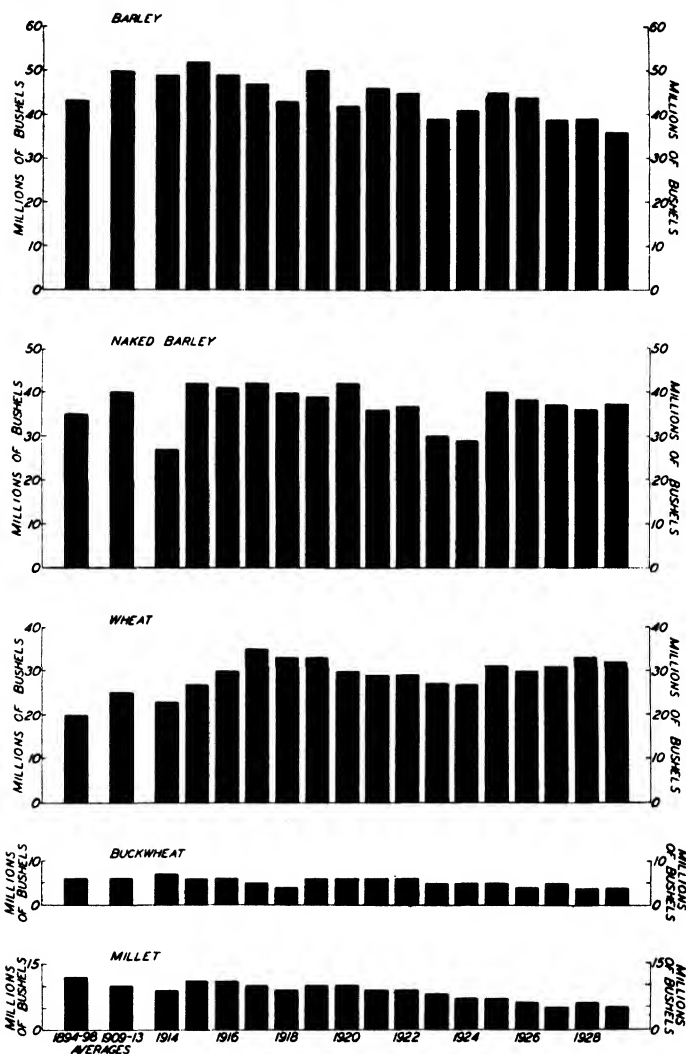 BARLEY
60
50
40
30
20
10
0
MILLIONS OF BUSHELS
60
50
40
30
20
10
0
MILLIONS OF BUSHELS
NAKED BARLEY
50
40
30
20
10
0
MILLIONS OF BUSHELS
50
40
30
20
10
0
MILLIONS OF BUSHELS
WHEAT
40
30
20
10
0
MILLIONS OF BUSHELS
40
30
20
10
0
MILLIONS OF BUSHELS
BUCKWHEAT
10
0
MILLIONS
OF BUSHELS
10
0
MILLIONS
OF BUSHELS
MILLET
15
0
MILLIONS
OF BUSHELS
15
0
MILLIONS
OF BUSHELS
1894-98 1909-13 1914 1916 1918 1920 1922 1924 1926 1928
AVERAGES